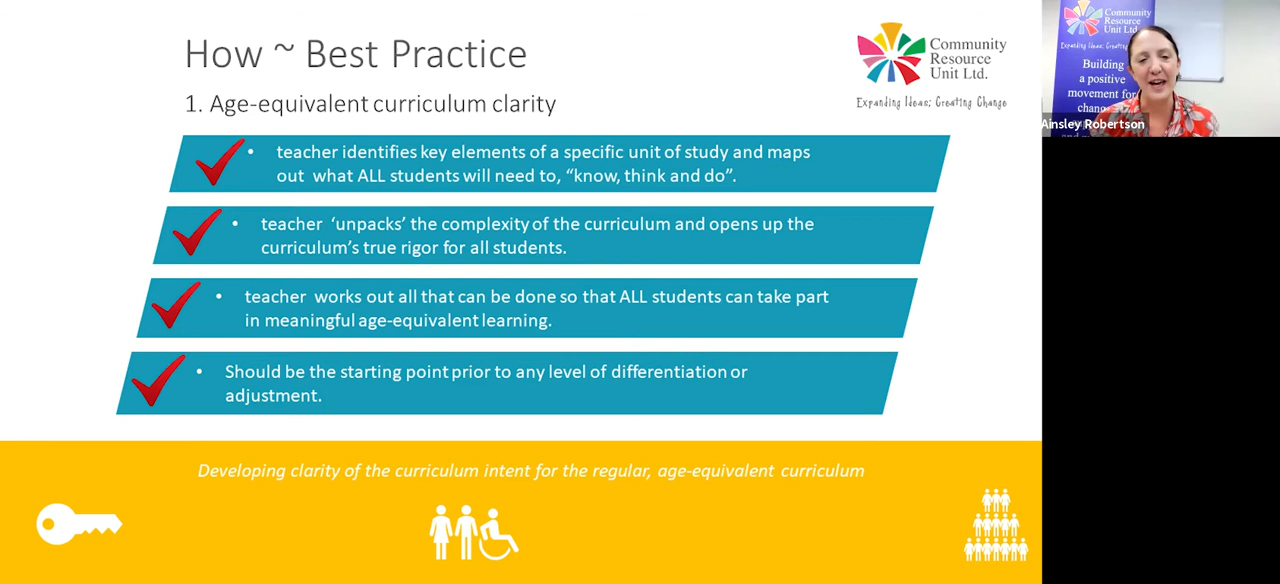 How ~ Best Practice
1. Age-equivalent curriculum clarity
Community
Resource
Unit Ltd.
Expanding Ideas; Creating Change
• teacher identifies key elements of a specific unit of study and maps
out what ALL students will need to, “know, think and do”.
• teacher ‘unpacks’ the complexity of the curriculum and opens up the
curriculum’s true rigor for all students.
• teacher works out all that can be done so that ALL students can take part
in meaningful age-equivalent learning.
• Should be the starting point prior to any level of differentiation or
adjustment.
Developing clarity of the curriculum intent for the regular, age-equivalent curriculum
Community
Resource
Unit Ltd
Expanding Ideas; Creating
Building
a positive
movement for
Ainsley Robertson